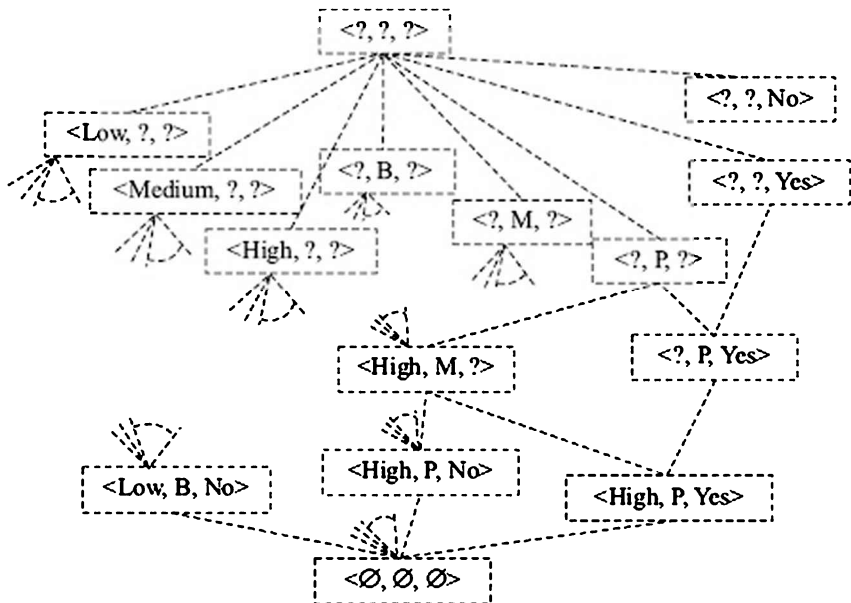 <?, ?, ?>
<?, ?, No>
<Low, ?, ?>
<?, B, ?>
<?, ?, Yes>
<Medium, ?, ?>
<?, M, ?>
<High, ?, ?>
<?, P, ?>
<High, M, ?>
<?, P, Yes>
<Low, B, No>
<High, P, No>
<High, P, Yes>
<∅, ∅, ∅>